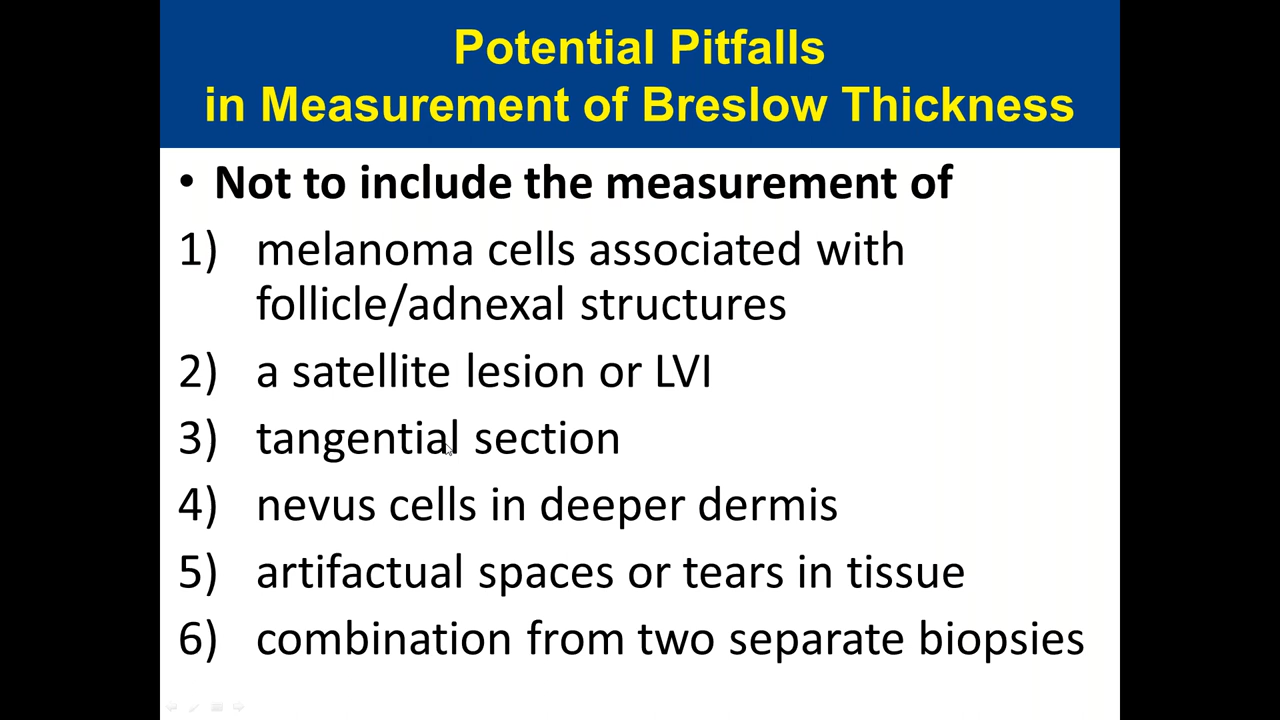 Potential Pitfalls
in Measurement of Breslow Thickness
• Not to include the measurement of
1) melanoma cells associated with
follicle/adnexal structures
2) a satellite lesion or LVI
3) tangential section
4) nevus cells in deeper dermis
5) artifactual spaces or tears in tissue
6) combination from two separate biopsies